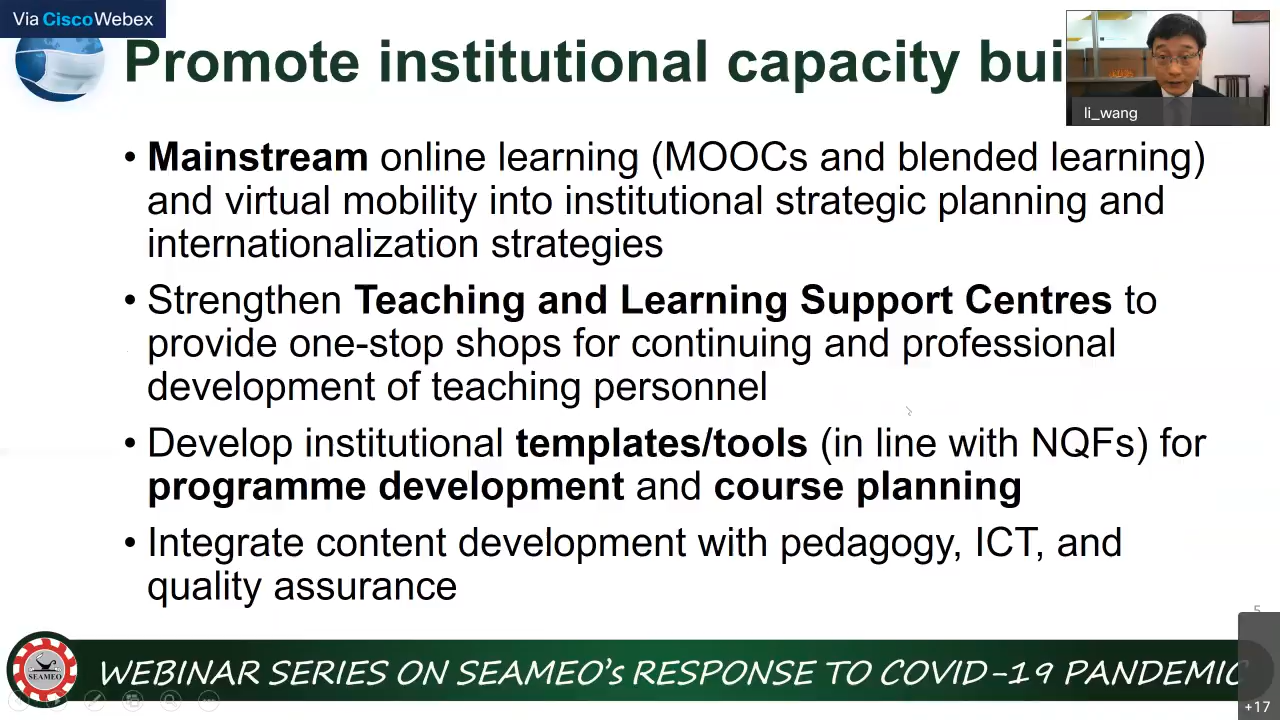 Via CiscoWebex
Promote institutional capacity bui
li_wang
• Mainstream online learning (MOOCs and blended learning)
and virtual mobility into institutional strategic planning and
internationalization strategies
• Strengthen Teaching and Learning Support Centres to
provide one-stop shops for continuing and professional
development of teaching personnel
• Develop institutional templates/tools (in line with NQFs) for
programme development and course planning
• Integrate content development with pedagogy, ICT, and
quality assurance
5
SEAMEO
WEBINAR SERIES ON SEAMEO's RESPONSE TO COVID-19 PANDEMIC
+17